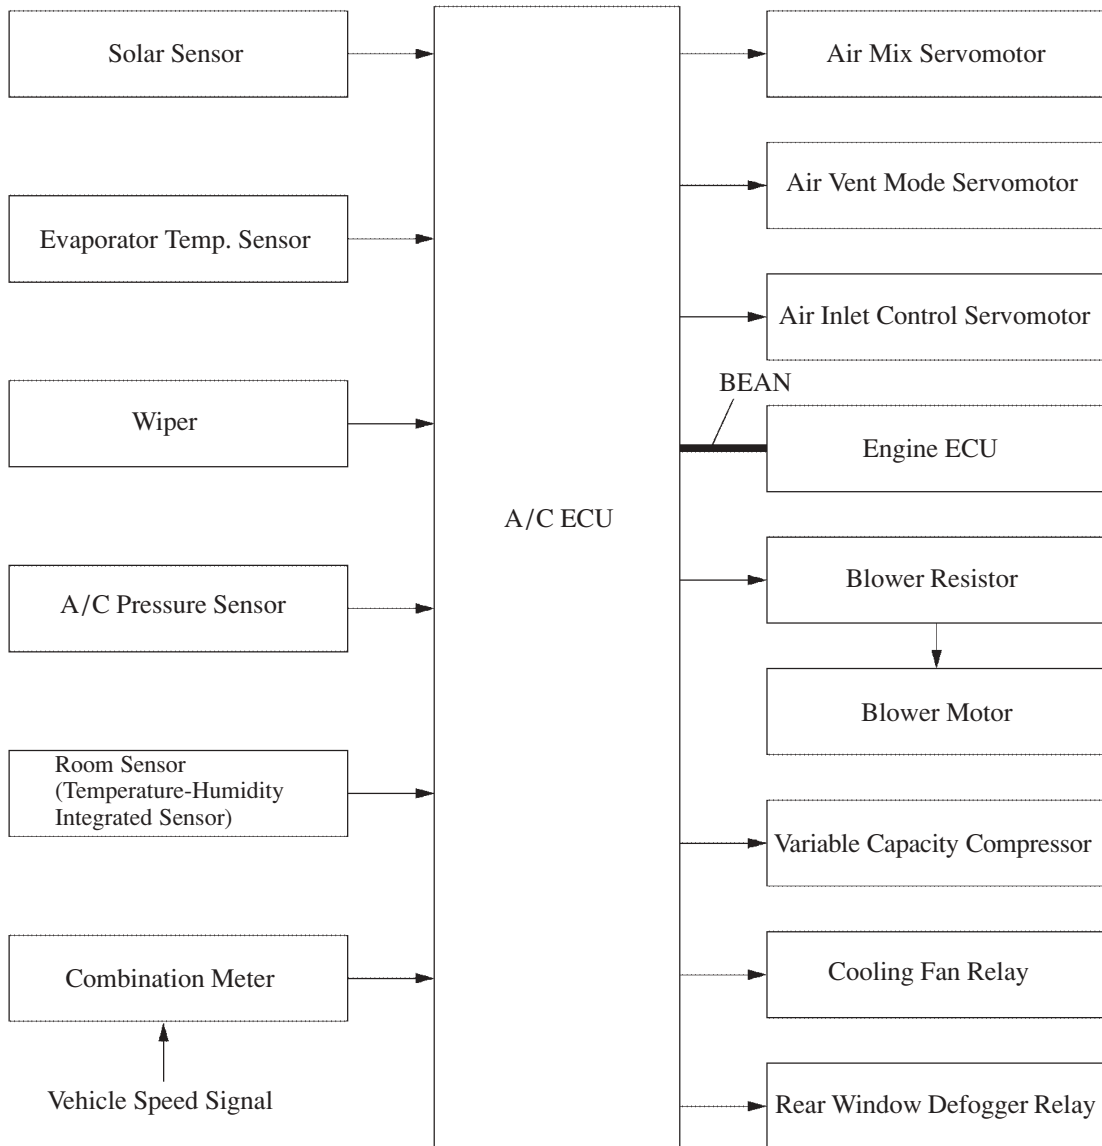 Solar Sensor
Evaporator Temp. Sensor
Wiper
A/C Pressure Sensor
Room Sensor
(Temperature-Humidity
Integrated Sensor)
Combination Meter
Vehicle Speed Signal
A/C ECU
Air Mix Servomotor
Air Vent Mode Servomotor
Air Inlet Control Servomotor
BEAN
Engine ECU
Blower Resistor
Blower Motor
Variable Capacity Compressor
Cooling Fan Relay
Rear Window Defogger Relay